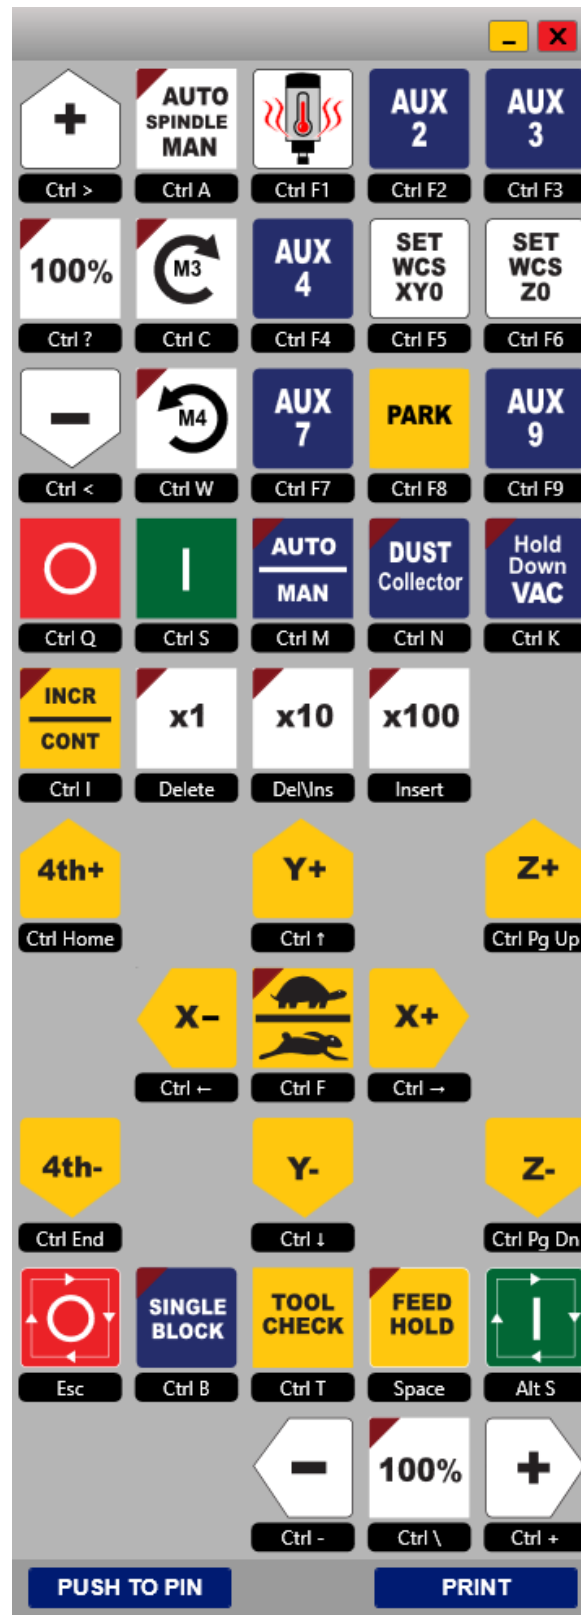 +
AUTO
SPINDLE
MAN
AUX
2
AUX
3
Ctrl >
Ctrl A
Ctrl F1
Ctrl F2
Ctrl F3
100%
M3
AUX
4
SET
WCS
XY0
SET
WCS
Z0
Ctrl ?
Ctrl C
Ctrl F4
Ctrl F5
Ctrl F6
−
M4
AUX
7
PARK
AUX
9
Ctrl <
Ctrl W
Ctrl F7
Ctrl F8
Ctrl F9
AUTO
MAN
DUST
Collector
Hold
Down
VAC
Ctrl Q
Ctrl S
Ctrl M
Ctrl N
Ctrl K
INCR
CONT
x1
x10
x100
Ctrl I
Delete
Del\Ins
Insert
4th+
Y+
Z+
Ctrl Home
Ctrl ↑
Ctrl Pg Up
X−
X+
Ctrl ←
Ctrl F
Ctrl →
4th-
Y-
Z-
Ctrl End
Ctrl ↓
Ctrl Pg Dn
SINGLE
BLOCK
TOOL
CHECK
FEED
HOLD
Esc
Ctrl B
Ctrl T
Space
Alt S
−
100%
+
Ctrl -
Ctrl \
Ctrl +
PUSH TO PIN
PRINT